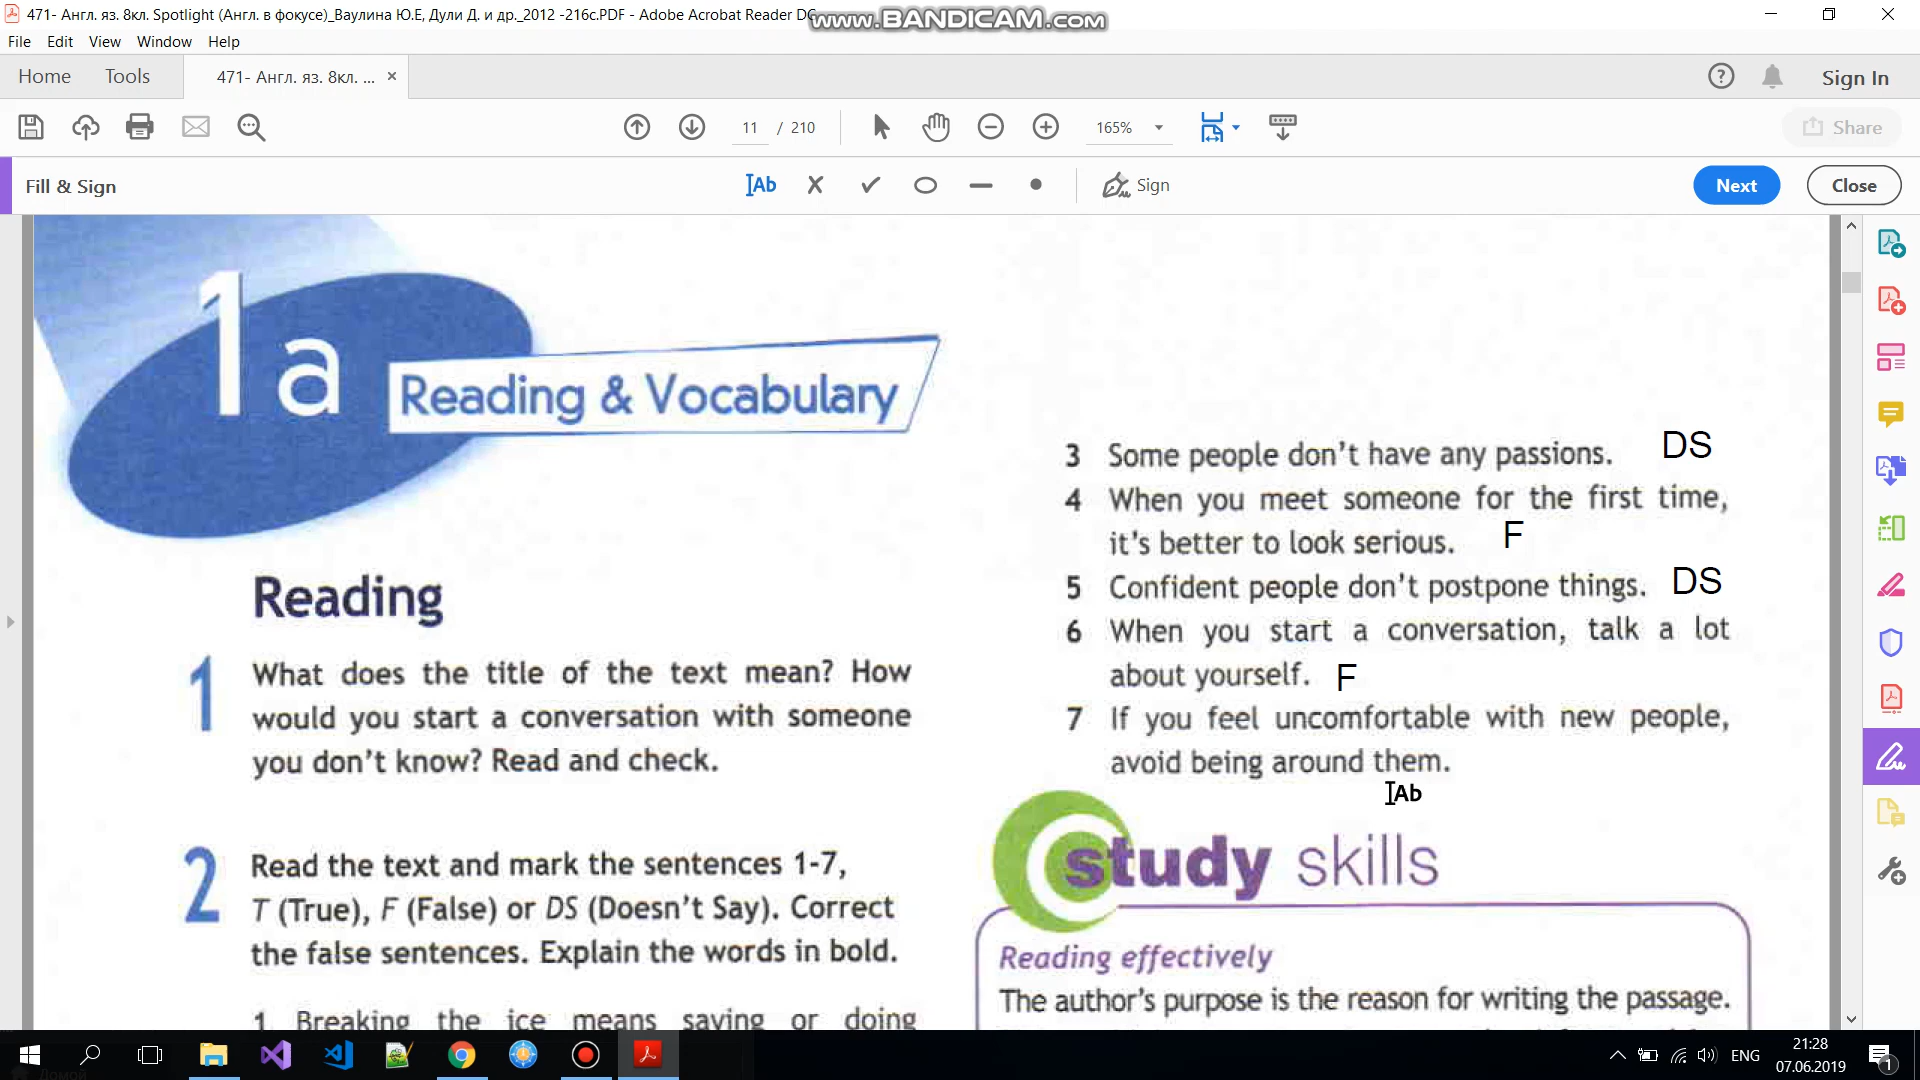 471- Англ. яз. 8кл. Spotlight (Англ. в фокусе)_Ваулина Ю.Е, Дули Д. и др._2012 -216с.PDF - Adobe Acrobat Reader DC
www.BANDICAM.com
File Edit View Window Help
Home Tools 471- Англ. яз. 8кл. ... × Sign In
11 / 210 165% Share
Fill & Sign Ab Sign Next Close
1a
Reading & Vocabulary
Reading
1 What does the title of the text mean? How
would you start a conversation with someone
you don't know? Read and check.
2 Read the text and mark the sentences 1-7,
T (True), F (False) or DS (Doesn't Say). Correct
the false sentences. Explain the words in bold.
1 Breaking the ice means saying or doing
3 Some people don't have any passions. DS
4 When you meet someone for the first time,
it's better to look serious. F
5 Confident people don't postpone things. DS
6 When you start a conversation, talk a lot
about yourself. F
7 If you feel uncomfortable with new people,
avoid being around them.
Ab
study skills
Reading effectively
The author's purpose is the reason for writing the passage.
ENG
21:28
07.06.2019
1
Домой